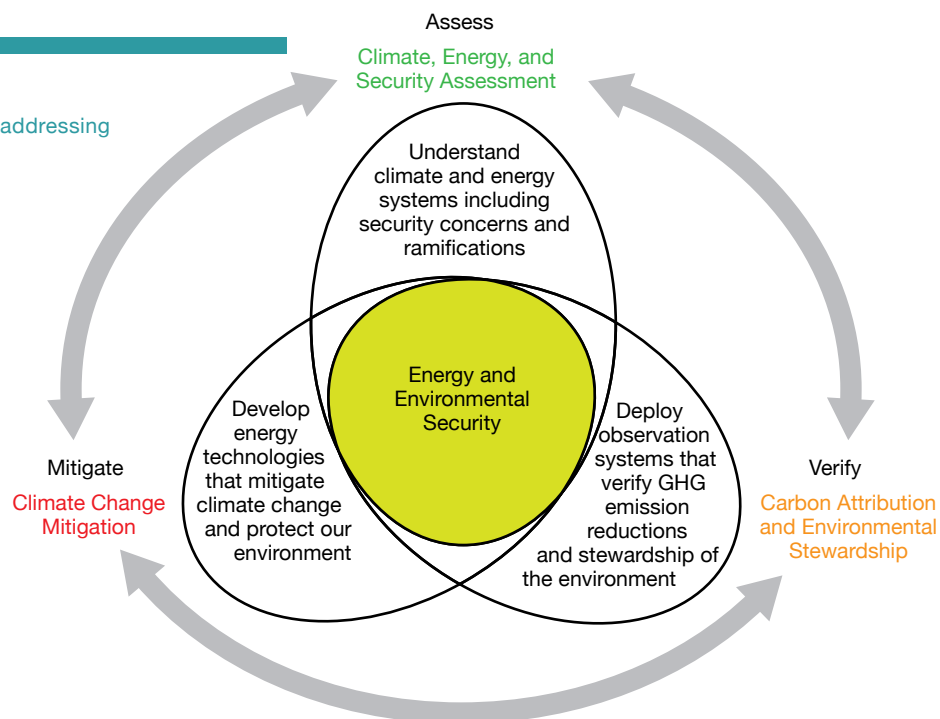 Assess
Climate, Energy, and
Security Assessment
addressing
Understand
climate and energy
systems including
security concerns and
ramifications
Energy and
Environmental
Security
Develop
energy
technologies
that mitigate
climate change
and protect our
environment
Deploy
observation
systems that
verify GHG
emission
reductions
and stewardship of
the environment
Mitigate
Climate Change
Mitigation
Verify
Carbon Attribution
and Environmental
Stewardship